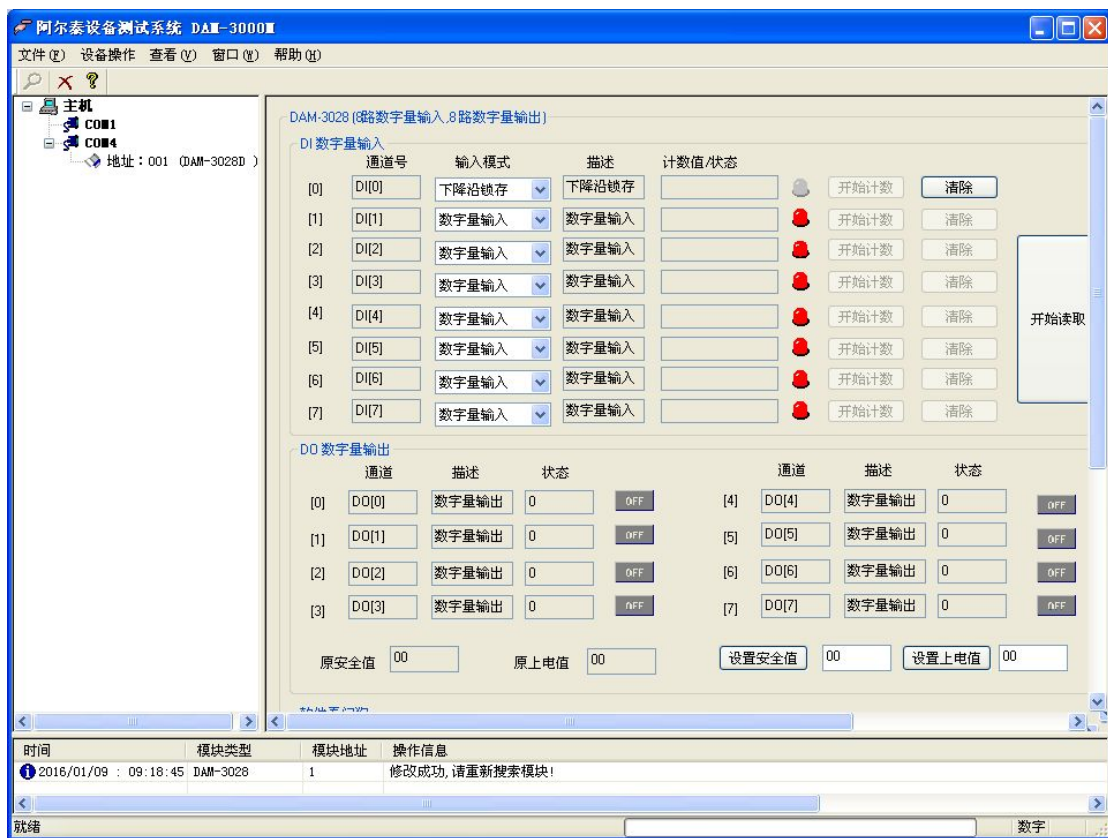 阿尔泰设备测试系统 DAM-3000M
文件(F) 设备操作 查看(V) 窗口(W) 帮助(H)
主机
COM1
COM4
地址：001 (DAM-3028D )
DAM-3028 (8路数字量输入,8路数字量输出)
DI 数字量输入
通道号 输入模式 描述 计数值/状态
[0] DI[0] 下降沿锁存 下降沿锁存 开始计数 清除
[1] DI[1] 数字量输入 数字量输入 开始计数 清除
[2] DI[2] 数字量输入 数字量输入 开始计数 清除
[3] DI[3] 数字量输入 数字量输入 开始计数 清除
[4] DI[4] 数字量输入 数字量输入 开始计数 清除
开始读取
[5] DI[5] 数字量输入 数字量输入 开始计数 清除
[6] DI[6] 数字量输入 数字量输入 开始计数 清除
[7] DI[7] 数字量输入 数字量输入 开始计数 清除
DO 数字量输出
通道 描述 状态 通道 描述 状态
[0] DO[0] 数字量输出 0 OFF [4] DO[4] 数字量输出 0 OFF
[1] DO[1] 数字量输出 0 OFF [5] DO[5] 数字量输出 0 OFF
[2] DO[2] 数字量输出 0 OFF [6] DO[6] 数字量输出 0 OFF
[3] DO[3] 数字量输出 0 OFF [7] DO[7] 数字量输出 0 OFF
原安全值 00 原上电值 00 设置安全值 00 设置上电值 00
时间 模块类型 模块地址 操作信息
2016/01/09 : 09:18:45 DAM-3028 1 修改成功,请重新搜索模块!
就绪 数字